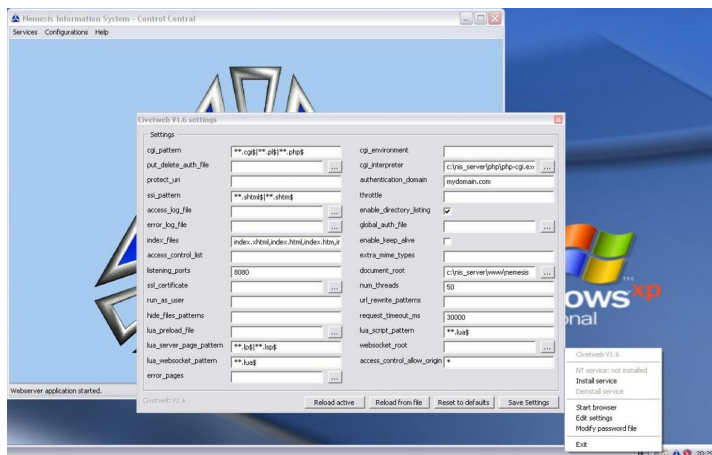 Nemesis Information System - Control Central
Services Configurations Help
Civetweb V1.6 settings
Settings
cgi_pattern **.cgi$|**.pl$|**.php$ cgi_environment
put_delete_auth_file ... cgi_interpreter c:\nis_server\php\php-cgi.ex ...
protect_uri authentication_domain mydomain.com
ssi_pattern **.shtml$|**.shtm$ throttle
access_log_file ... enable_directory_listing
error_log_file ... global_auth_file ...
index_files index.xhtml,index.html,index.htm,ir enable_keep_alive
access_control_list extra_mime_types
listening_ports 8080 document_root c:\nis_server\www\nemesis ...
ssl_certificate ... num_threads 50
run_as_user url_rewrite_patterns
hide_files_patterns request_timeout_ms 30000
lua_preload_file ... lua_script_pattern **.lua$
lua_server_page_pattern **.lp$|**.lsp$ websocket_root ...
lua_websocket_pattern **.lua$ access_control_allow_origin *
error_pages ...
Civetweb V1.6 Reload active Reload from file Reset to defaults Save Settings
Webserver application started.
ows xp
onal
Civetweb V1.6
NT service: not installed
Install service
Deinstall service
Start browser
Edit settings
Modify password file
Exit